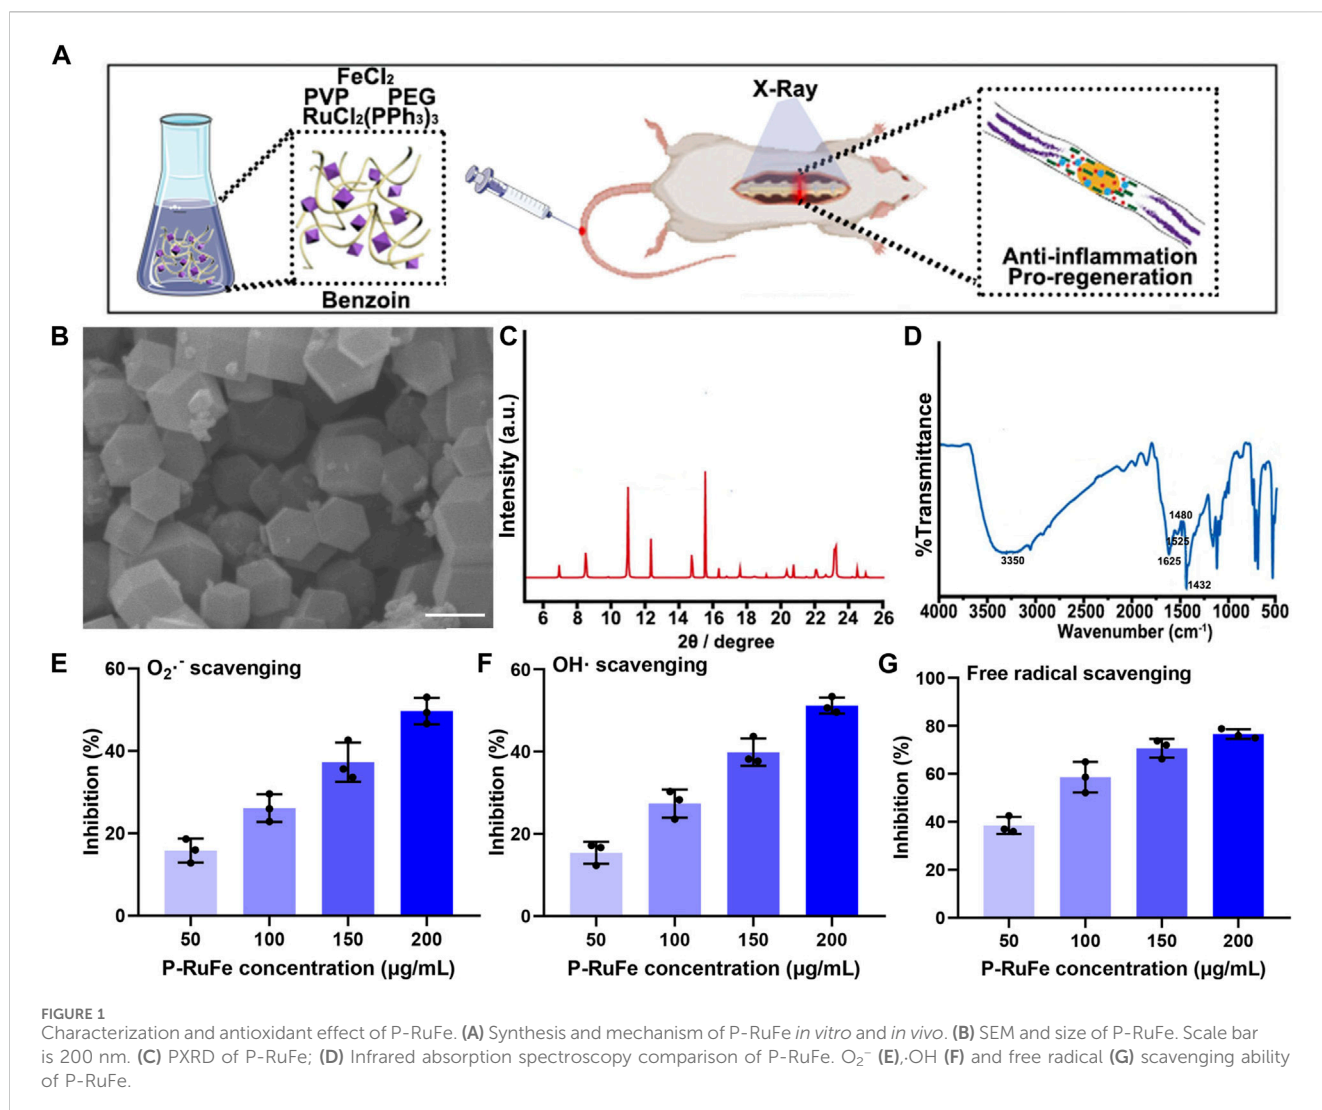 A
FeCl₂
PVP PEG
RuCl₂(PPh₃)₃
Benzoin
X-Ray
Anti-inflammation
Pro-regeneration
B
C
Intensity (a.u.)
6 8 10 12 14 16 18 20 22 24 26
2θ / degree
D
%Transmittance
3350
1625
1525
1480
1432
4000 3500 3000 2500 2000 1500 1000 500
Wavenumber (cm⁻¹)
E
O₂·⁻ scavenging
Inhibition (%)
60
40
20
0
50 100 150 200
P-RuFe concentration (µg/mL)
F
OH· scavenging
Inhibition (%)
60
40
20
0
50 100 150 200
P-RuFe concentration (µg/mL)
G
Free radical scavenging
Inhibition (%)
100
80
60
40
20
0
50 100 150 200
P-RuFe concentration (µg/mL)
FIGURE 1
Characterization and antioxidant effect of P-RuFe. (A) Synthesis and mechanism of P-RuFe in vitro and in vivo. (B) SEM and size of P-RuFe. Scale bar
is 200 nm. (C) PXRD of P-RuFe; (D) Infrared absorption spectroscopy comparison of P-RuFe. O₂⁻ (E),·OH (F) and free radical (G) scavenging ability
of P-RuFe.